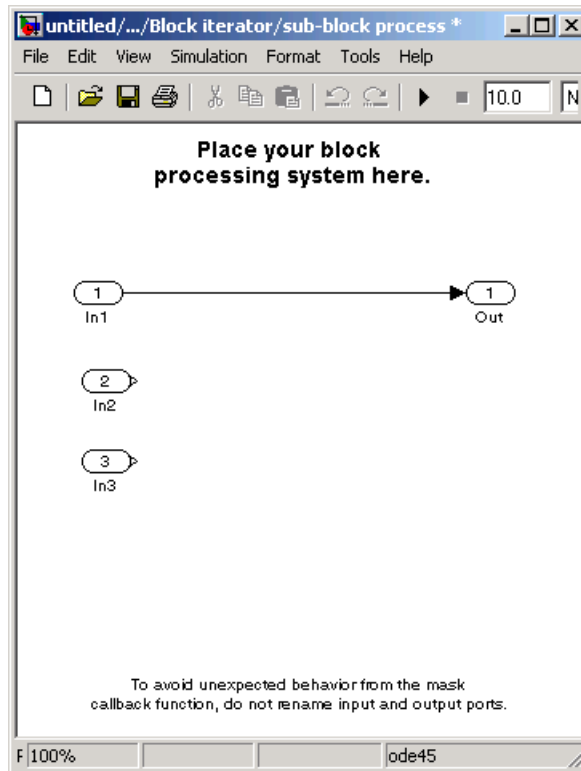 untitled/.../Block iterator/sub-block process *
File Edit View Simulation Format Tools Help
10.0 N
Place your block
processing system here.
1 1
In1 Out
2
In2
3
In3
To avoid unexpected behavior from the mask
callback function, do not rename input and output ports.
F 100% ode45